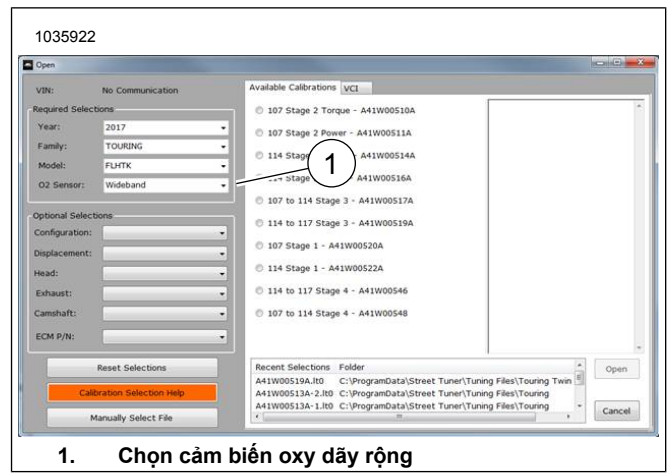 1035922
Open
VIN: No Communication
Required Selections
Year: 2017
Family: TOURING
Model: FLHTK
O2 Sensor: Wideband
Optional Selections
Configuration:
Displacement:
Head:
Exhaust:
Camshaft:
ECM P/N:
Reset Selections
Calibration Selection Help
Manually Select File
Available Calibrations VCI
107 Stage 2 Torque - A41W00510A
107 Stage 2 Power - A41W00511A
114 Stage A41W00514A
114 Stage A41W00516A
107 to 114 Stage 3 - A41W00517A
114 to 117 Stage 3 - A41W00519A
107 Stage 1 - A41W00520A
114 Stage 1 - A41W00522A
114 to 117 Stage 4 - A41W00546
107 to 114 Stage 4 - A41W00548
1
Recent Selections Folder
A41W00519A.lt0 C:\ProgramData\Street Tuner\Tuning Files\Touring Twin
A41W00513A-2.lt0 C:\ProgramData\Street Tuner\Tuning Files\Touring
A41W00513A-1.lt0 C:\ProgramData\Street Tuner\Tuning Files\Touring
Open
Cancel
1. Chọn cảm biến oxy dãy rộng